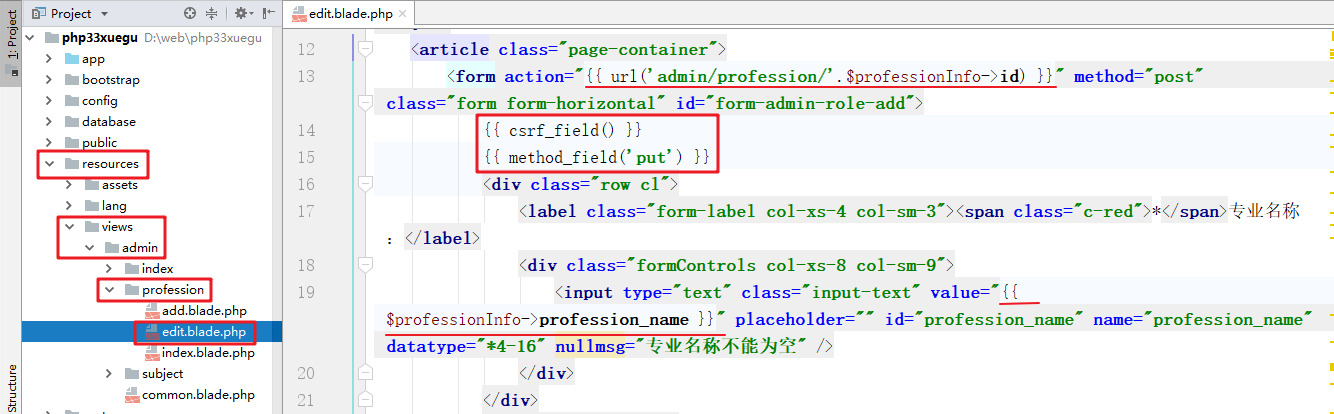 1: Project
Structure
Project
php33xuegu D:\web\php33xuegu
app
bootstrap
config
database
public
resources
assets
lang
views
admin
index
profession
add.blade.php
edit.blade.php
index.blade.php
subject
common.blade.php
edit.blade.php
12 <article class="page-container">
13 <form action="{{ url('admin/profession/'.$professionInfo->id) }}" method="post"
class="form form-horizontal" id="form-admin-role-add">
14 {{ csrf_field() }}
15 {{ method_field('put') }}
16 <div class="row cl">
17 <label class="form-label col-xs-4 col-sm-3"><span class="c-red">*</span>专业名称
：</label>
18 <div class="formControls col-xs-8 col-sm-9">
19 <input type="text" class="input-text" value="{{
$professionInfo->profession_name }}" placeholder="" id="profession_name" name="profession_name"
datatype="*4-16" nullmsg="专业名称不能为空" />
20 </div>
21 </div>